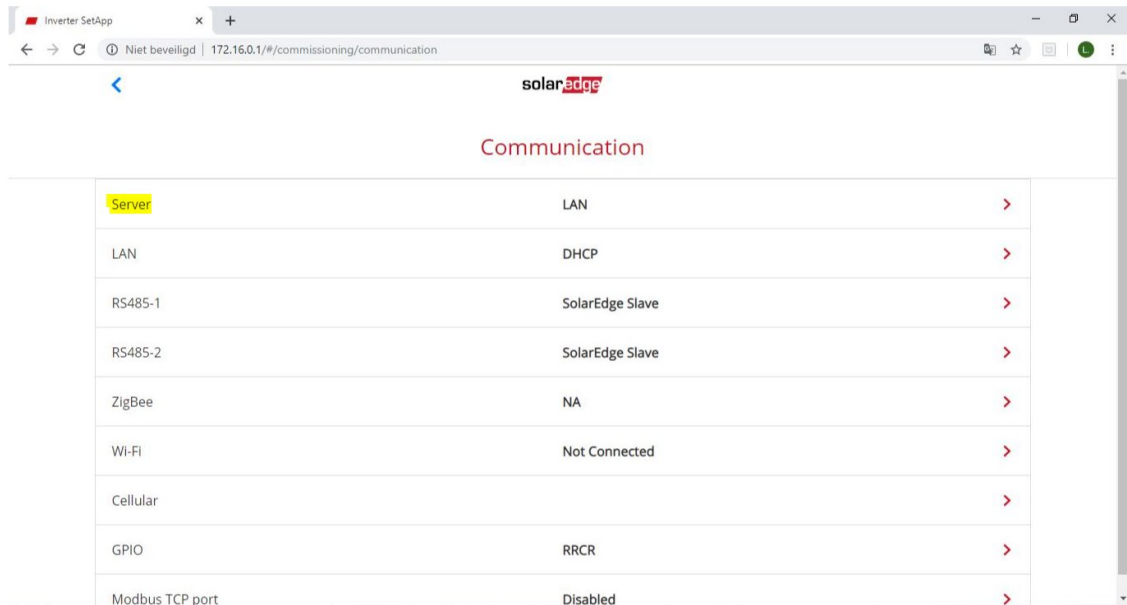 Inverter SetApp
Niet beveiligd | 172.16.0.1/#/commissioning/communication
L
solaredge
Communication
Server LAN
LAN DHCP
RS485-1 SolarEdge Slave
RS485-2 SolarEdge Slave
ZigBee NA
Wi-Fi Not Connected
Cellular
GPIO RRCR
Modbus TCP port Disabled